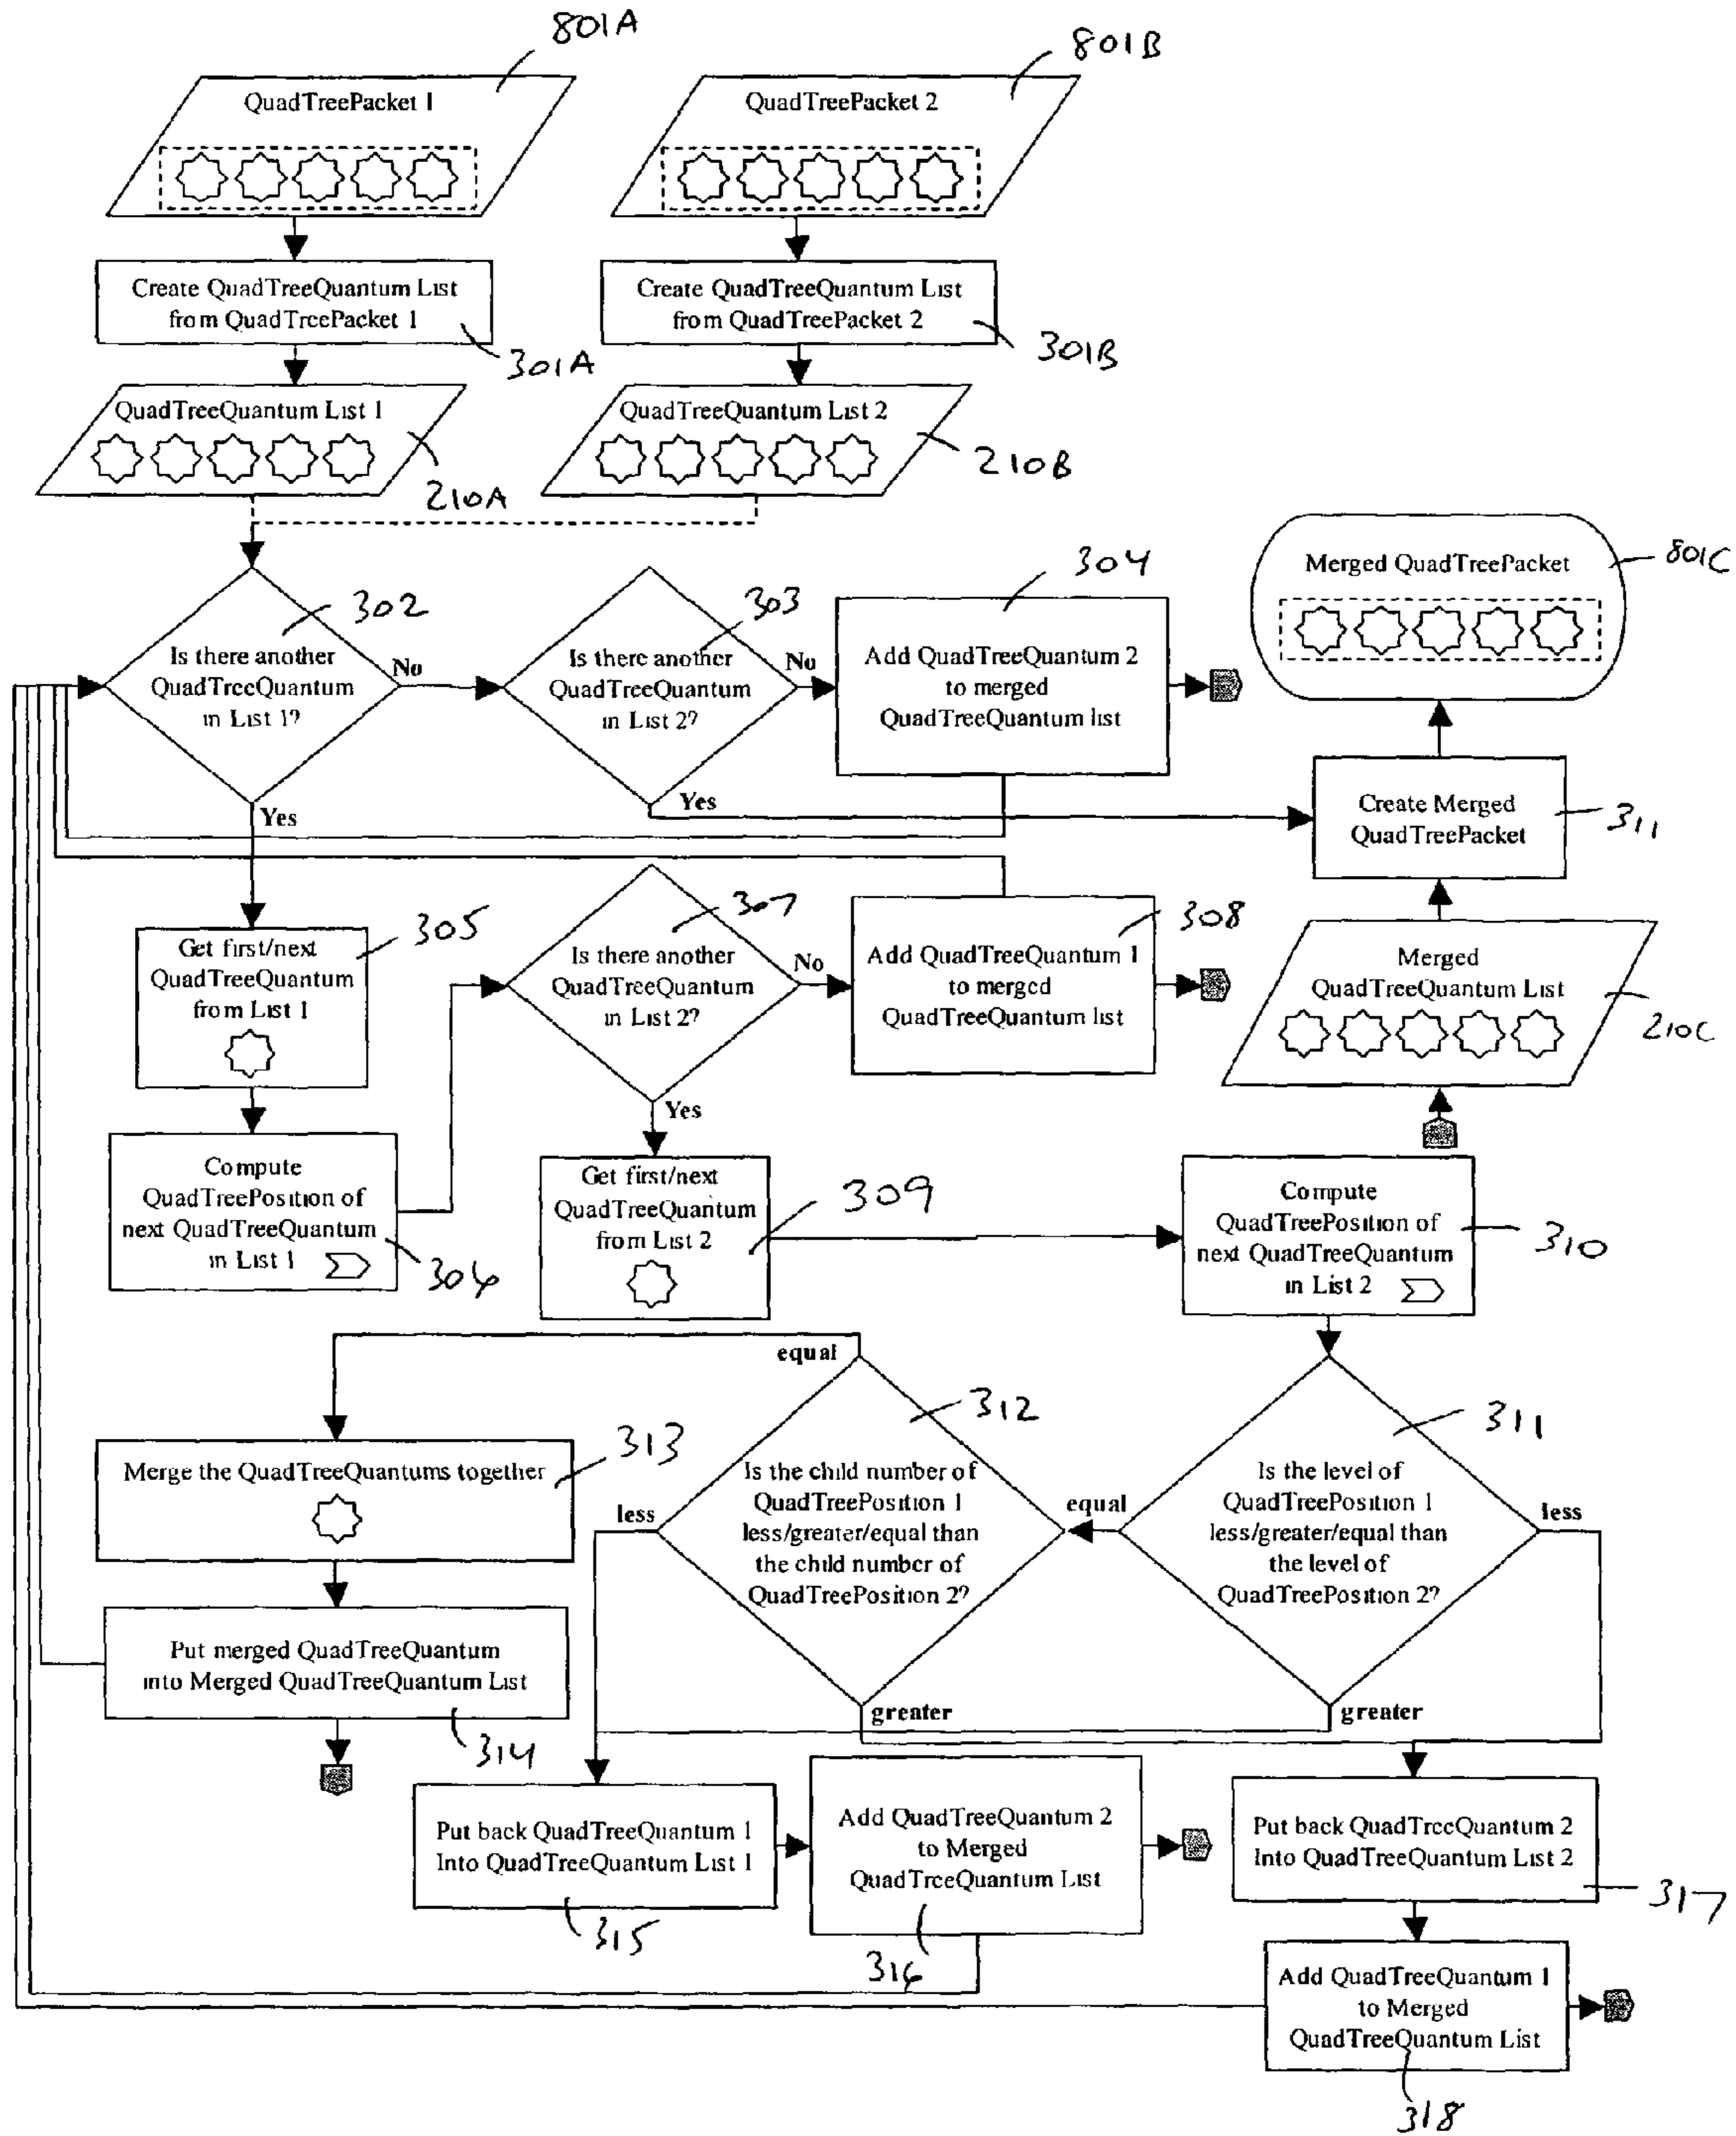 801A
801B
QuadTreePacket 1
QuadTreePacket 2
Create QuadTreeQuantum List
from QuadTreePacket 1
301A
Create QuadTreeQuantum List
from QuadTreePacket 2
301B
QuadTreeQuantum List 1
210A
QuadTreeQuantum List 2
210B
Merged QuadTreePacket
801C
302
Is there another
QuadTreeQuantum
in List 1?
No
Yes
303
Is there another
QuadTreeQuantum
in List 2?
No
Yes
304
Add QuadTreeQuantum 2
to merged
QuadTreeQuantum list
Create Merged
QuadTreePacket
311
305
Get first/next
QuadTreeQuantum
from List 1
307
Is there another
QuadTreeQuantum
in List 2?
No
Yes
308
Add QuadTreeQuantum 1
to merged
QuadTreeQuantum list
Merged
QuadTreeQuantum List
210C
Compute
QuadTreePosition of
next QuadTreeQuantum
in List 1
306
Get first/next
QuadTreeQuantum
from List 2
309
Compute
QuadTreePosition of
next QuadTreeQuantum
in List 2
310
equal
312
Is the child number of
QuadTreePosition 1
less/greater/equal than
the child number of
QuadTreePosition 2?
less
greater
equal
311
Is the level of
QuadTreePosition 1
less/greater/equal than
the level of
QuadTreePosition 2?
less
greater
313
Merge the QuadTreeQuantums together
Put merged QuadTreeQuantum
into Merged QuadTreeQuantum List
314
Put back QuadTreeQuantum 1
Into QuadTreeQuantum List 1
315
Add QuadTreeQuantum 2
to Merged
QuadTreeQuantum List
316
Put back QuadTreeQuantum 2
Into QuadTreeQuantum List 2
317
Add QuadTreeQuantum 1
to Merged
QuadTreeQuantum List
318